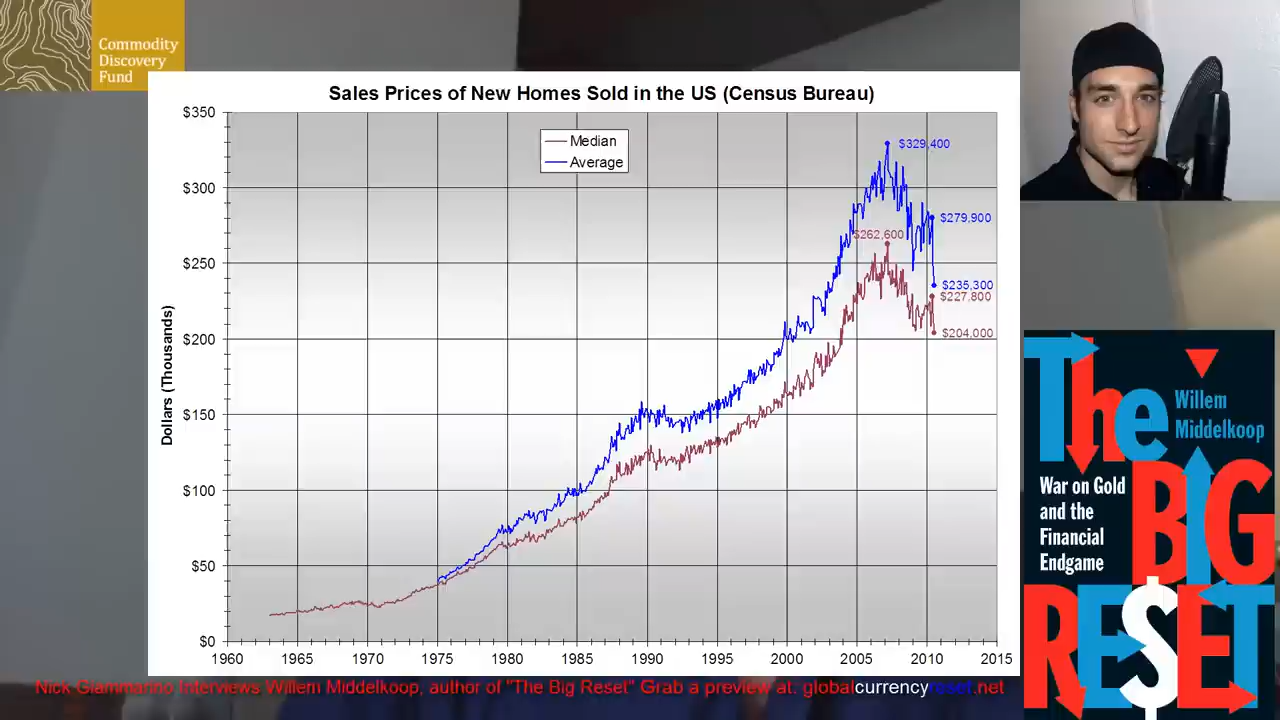 Commodity
Discovery
Fund
Sales Prices of New Homes Sold in the US (Census Bureau)
Median
Average
Dollars (Thousands)
$350
$300
$250
$200
$150
$100
$50
$0
1960 1965 1970 1975 1980 1985 1990 1995 2000 2005 2010 2015
$329,400
$279,900
$262,600
$235,300
$227,800
$204,000
The
Willem
Middelkoop
War on Gold
and the
Financial
Endgame
BIG
RE$ET
Nick Giammarino Interviews Willem Middelkoop, author of "The Big Reset" Grab a preview at: globalcurrencyreset.net